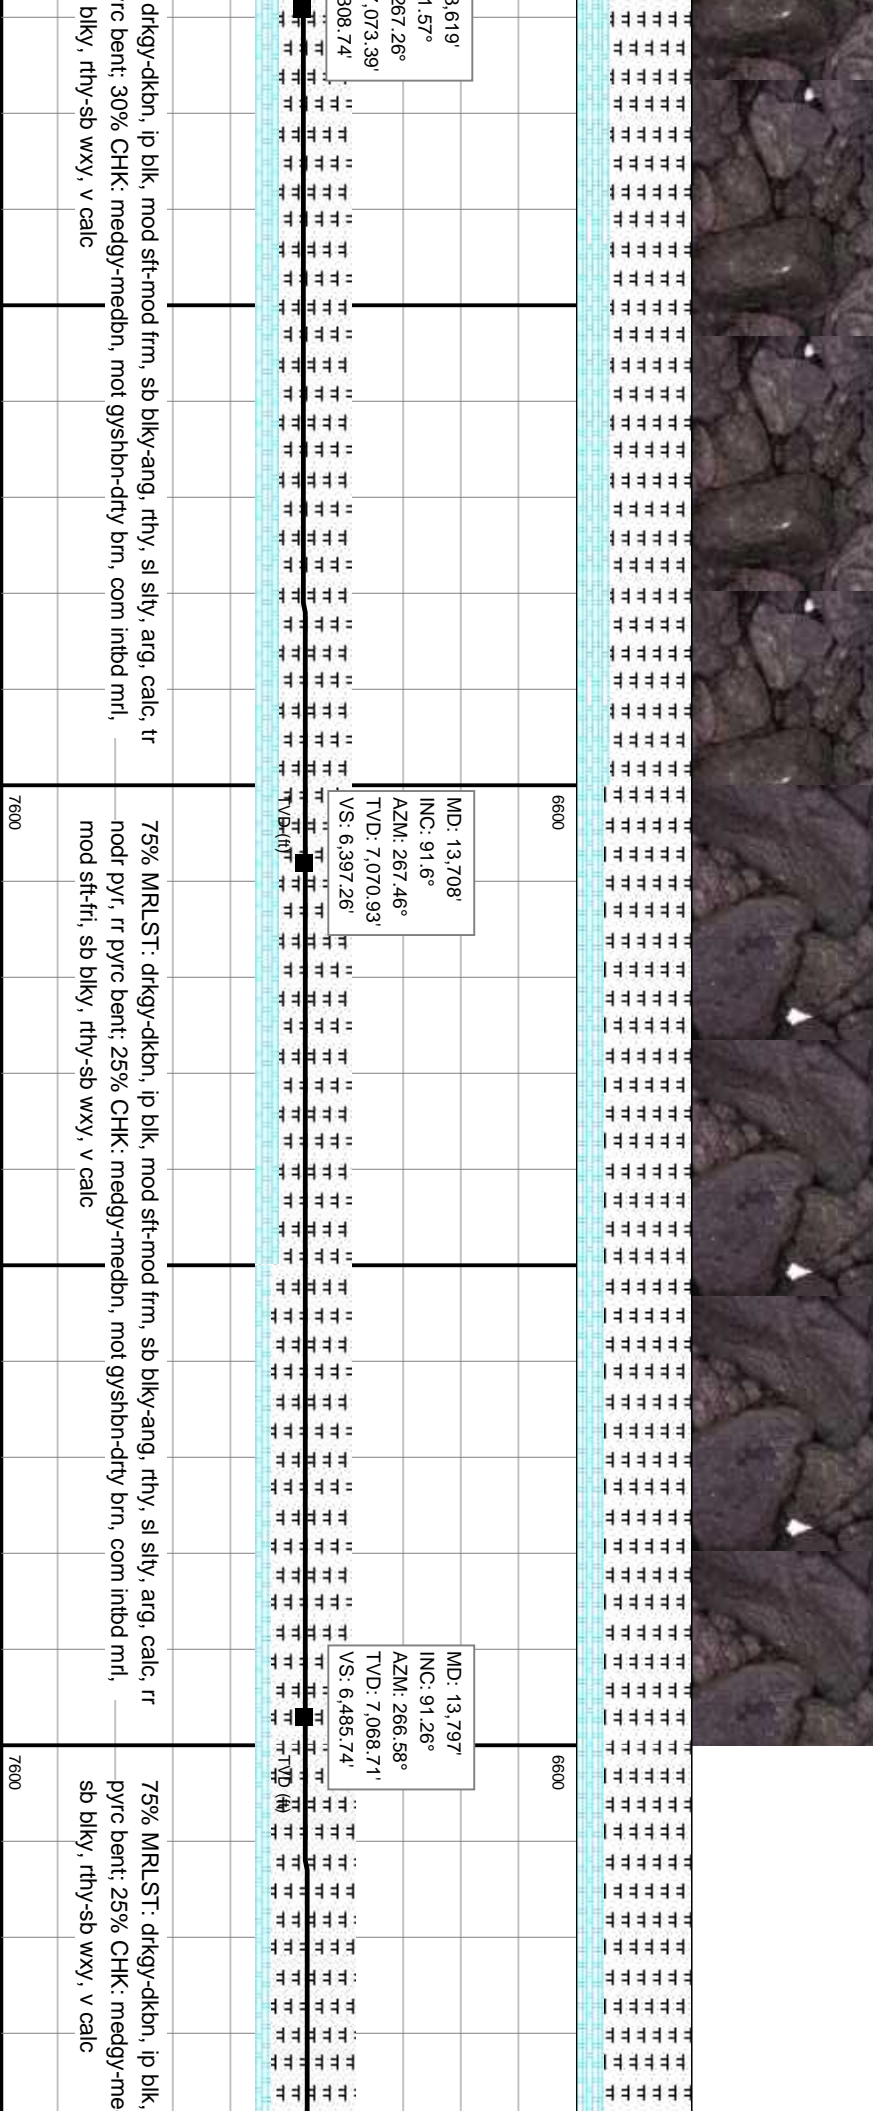 drkgy-dkbn, ip blk, mod sft-mod frm, sb blky-ang, rthy, sl slty, arg, calc, tr
bent; 30% CHK: medgy-medbn, mot gyshbn-drty brn, com intbd mrl,
blky, rthy-sb wxy, v calc
3,619'
1.57°
267.26°
7,073.39'
308.74'
6600
MD: 13,708'
INC: 91.6°
AZM: 267.46°
TVD: 7,070.93'
VS: 6,397.26'
TVD (ft)
75% MRLST: drkgy-dkbn, ip blk, mod sft-mod frm, sb blky-ang, rthy, sl slty, arg, calc, rr
nodr pyr, rr pyrc bent; 25% CHK: medgy-medbn, mot gyshbn-drty brn, com intbd mrl,
mod sft-fri, sb blky, rthy-sb wxy, v calc
7600
MD: 13,797'
INC: 91.26°
AZM: 266.58°
TVD: 7,068.71'
VS: 6,485.74'
6600
TVD (ft)
75% MRLST: drkgy-dkbn, ip blk,
pyrc bent; 25% CHK: medgy-me
sb blky, rthy-sb wxy, v calc
7600